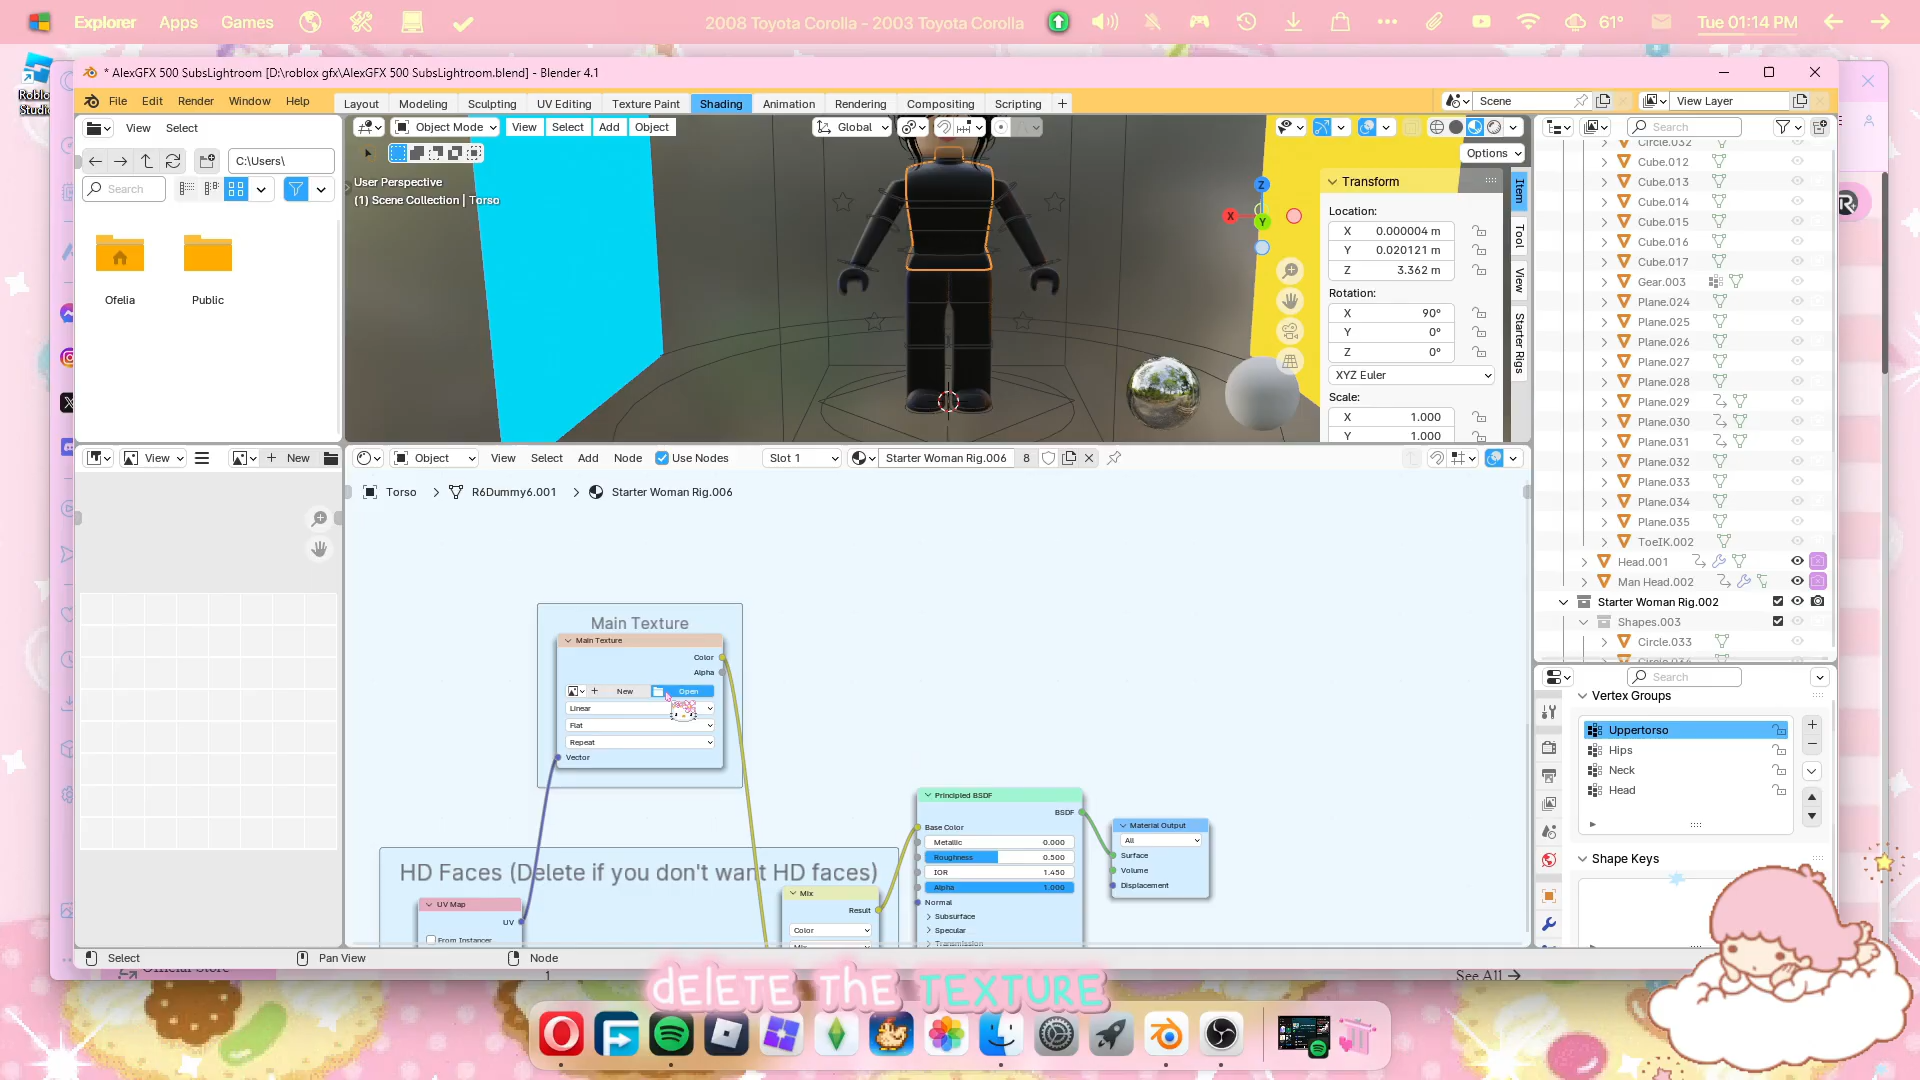 Explorer Apps Games
2008 Toyota Corolla - 2003 Toyota Corolla
61° Tue 01:14 PM
* AlexGFX 500 SubsLightroom [D:\roblox gfx\AlexGFX 500 SubsLightroom.blend] - Blender 4.1
File Edit Render Window Help
Layout Modeling Sculpting UV Editing Texture Paint Shading Animation Rendering Compositing Scripting +
Scene View Layer
View Select
C:\Users\
Search
Ofelia Public
Object Mode View Select Add Object Global
Options
User Perspective
(1) Scene Collection | Torso
Z
X
Y
Transform
Location:
X 0.000004 m
Y 0.020121 m
Z 3.362 m
Rotation:
X 90°
Y 0°
Z 0°
XYZ Euler
Scale:
X 1.000
Y 1.000
Item
Tool
View
Starter Rigs
Search
Circle.032
Cube.012
Cube.013
Cube.014
Cube.015
Cube.016
Cube.017
Gear.003
Plane.024
Plane.025
Plane.026
Plane.027
Plane.028
Plane.029
Plane.030
Plane.031
Plane.032
Plane.033
Plane.034
Plane.035
ToeIK.002
Head.001
Man Head.002
Starter Woman Rig.002
Shapes.003
Circle.033
View New
Object View Select Add Node Use Nodes Slot 1 Starter Woman Rig.006 8
Torso > R6Dummy6.001 > Starter Woman Rig.006
Main Texture
Main Texture
Color
Alpha
New Open
Linear
Flat
Repeat
Vector
HD Faces (Delete if you don't want HD faces)
UV Map
UV
From Instancer
Mix
Result
Color
Mix
Principled BSDF
BSDF
Base Color
Metallic 0.000
Roughness 0.500
IOR 1.450
Alpha 1.000
Normal
Subsurface
Specular
Transmission
Material Output
All
Surface
Volume
Displacement
Search
Vertex Groups
Uppertorso
Hips
Neck
Head
Shape Keys
Select Pan View Node
Official Store
1
See All
DELETE THE TEXTURE